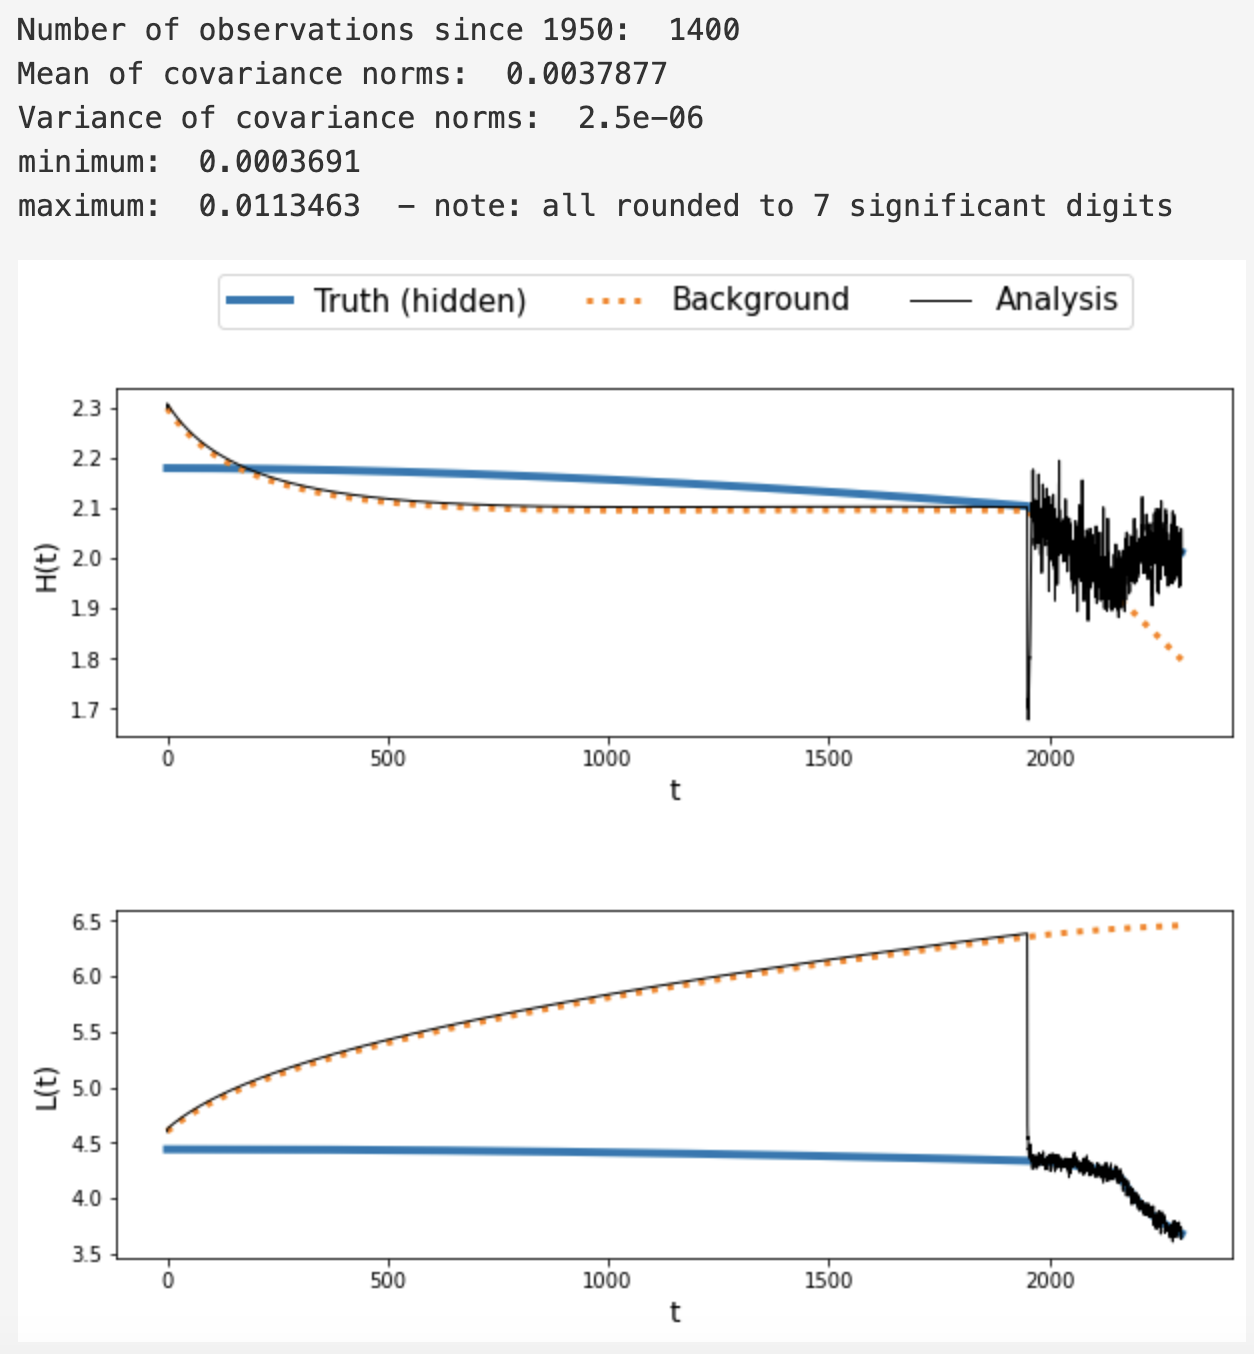 Number of observations since 1950:  1400
Mean of covariance norms:  0.0037877
Variance of covariance norms:  2.5e-06
minimum:  0.0003691
maximum:  0.0113463  – note: all rounded to 7 significant digits
Truth (hidden) Background Analysis
2.3
2.2
2.1
2.0
1.9
1.8
1.7
H(t)
0 500 1000 1500 2000
t
6.5
6.0
5.5
5.0
4.5
4.0
3.5
L(t)
0 500 1000 1500 2000
t